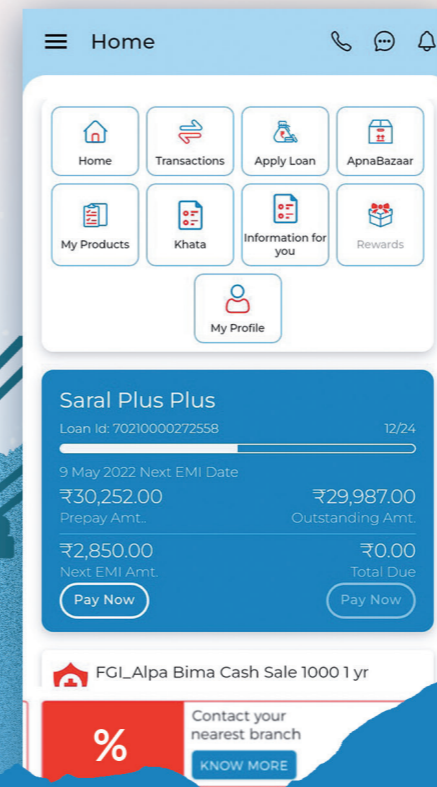 Home
Home
Transactions
Apply Loan
ApnaBazaar
My Products
Khata
Information for
you
Rewards
My Profile
Saral Plus Plus
Loan Id: 70210000272558
12/24
9 May 2022 Next EMI Date
₹30,252.00
₹29,987.00
Prepay Amt..
Outstanding Amt.
₹2,850.00
₹0.00
Next EMI Amt.
Total Due
Pay Now
Pay Now
FGI_Alpa Bima Cash Sale 1000 1 yr
%
Contact your
nearest branch
KNOW MORE